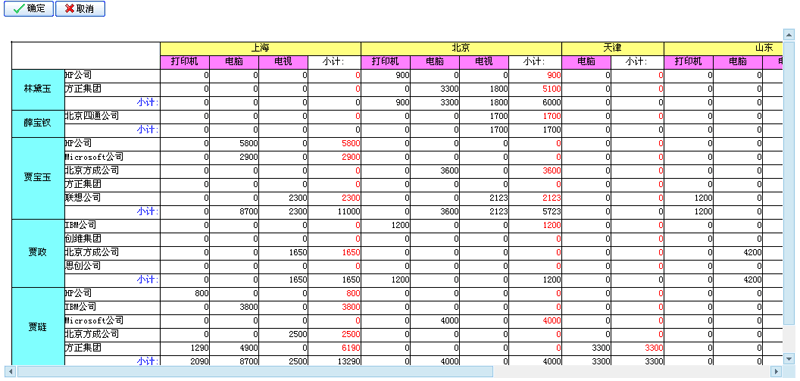 确定 取消
上海 北京 天津 山东
打印机 电脑 电视 小计: 打印机 电脑 电视 小计: 电脑 小计: 打印机 电脑
林黛玉 HP公司 0 0 0 0 900 0 0 900 0 0 0 0
方正集团 0 0 0 0 0 3300 1800 5100 0 0 0 0
小计: 0 0 0 0 900 3300 1800 6000 0 0 0 0
薛宝钗 北京四通公司 0 0 0 0 0 0 1700 1700 0 0 0 0
小计: 0 0 0 0 0 0 1700 1700 0 0 0 0
贾宝玉 HP公司 0 5800 0 5800 0 0 0 0 0 0 0 0
Microsoft公司 0 2900 0 2900 0 0 0 0 0 0 0 0
北京方成公司 0 0 0 0 0 3600 0 3600 0 0 0 0
方正集团 0 0 0 0 0 0 0 0 0 0 0 0
联想公司 0 0 2300 2300 0 0 2123 2123 0 0 1200 0
小计: 0 8700 2300 11000 0 3600 2123 5723 0 0 1200 0
贾政 IBM公司 0 0 0 0 1200 0 0 1200 0 0 0 0
创维集团 0 0 0 0 0 0 0 0 0 0 0 0
北京方成公司 0 0 1650 1650 0 0 0 0 0 0 0 4200
思创公司 0 0 0 0 0 0 0 0 0 0 0 0
小计: 0 0 1650 1650 1200 0 0 1200 0 0 0 4200
贾琏 HP公司 800 0 0 800 0 0 0 0 0 0 0 0
IBM公司 0 3800 0 3800 0 0 0 0 0 0 0 0
Microsoft公司 0 0 0 0 0 4000 0 4000 0 0 0 0
北京方成公司 0 0 2500 2500 0 0 0 0 0 0 0 0
方正集团 1290 4900 0 6190 0 0 0 0 3300 3300 0 0
小计: 2090 8700 2500 13290 0 4000 0 4000 3300 3300 0 0